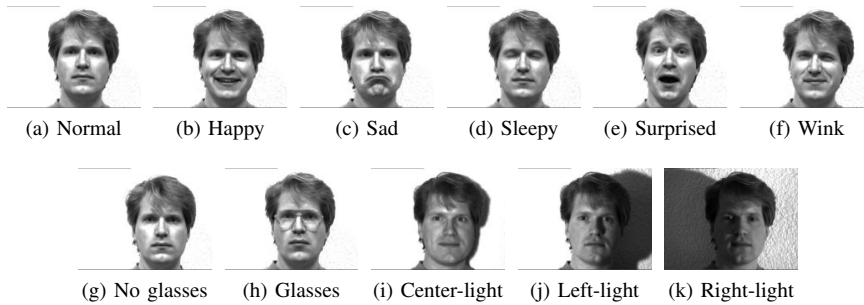 (a) Normal (b) Happy (c) Sad (d) Sleepy (e) Surprised (f) Wink
(g) No glasses (h) Glasses (i) Center-light (j) Left-light (k) Right-light